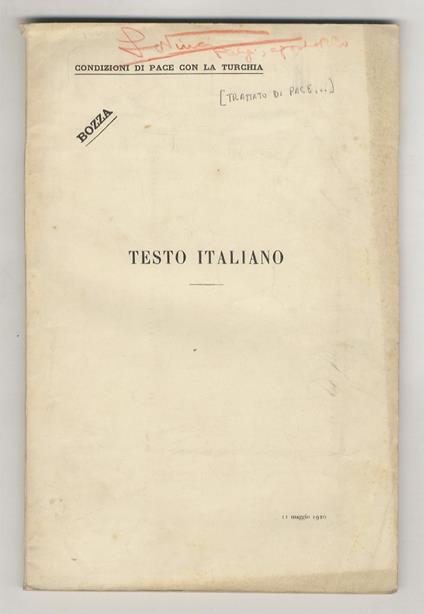 CONDIZIONI DI PACE CON LA TURCHIA
[TRATTATO DI PACE...]
BOZZA
TESTO ITALIANO
11 maggio 1920